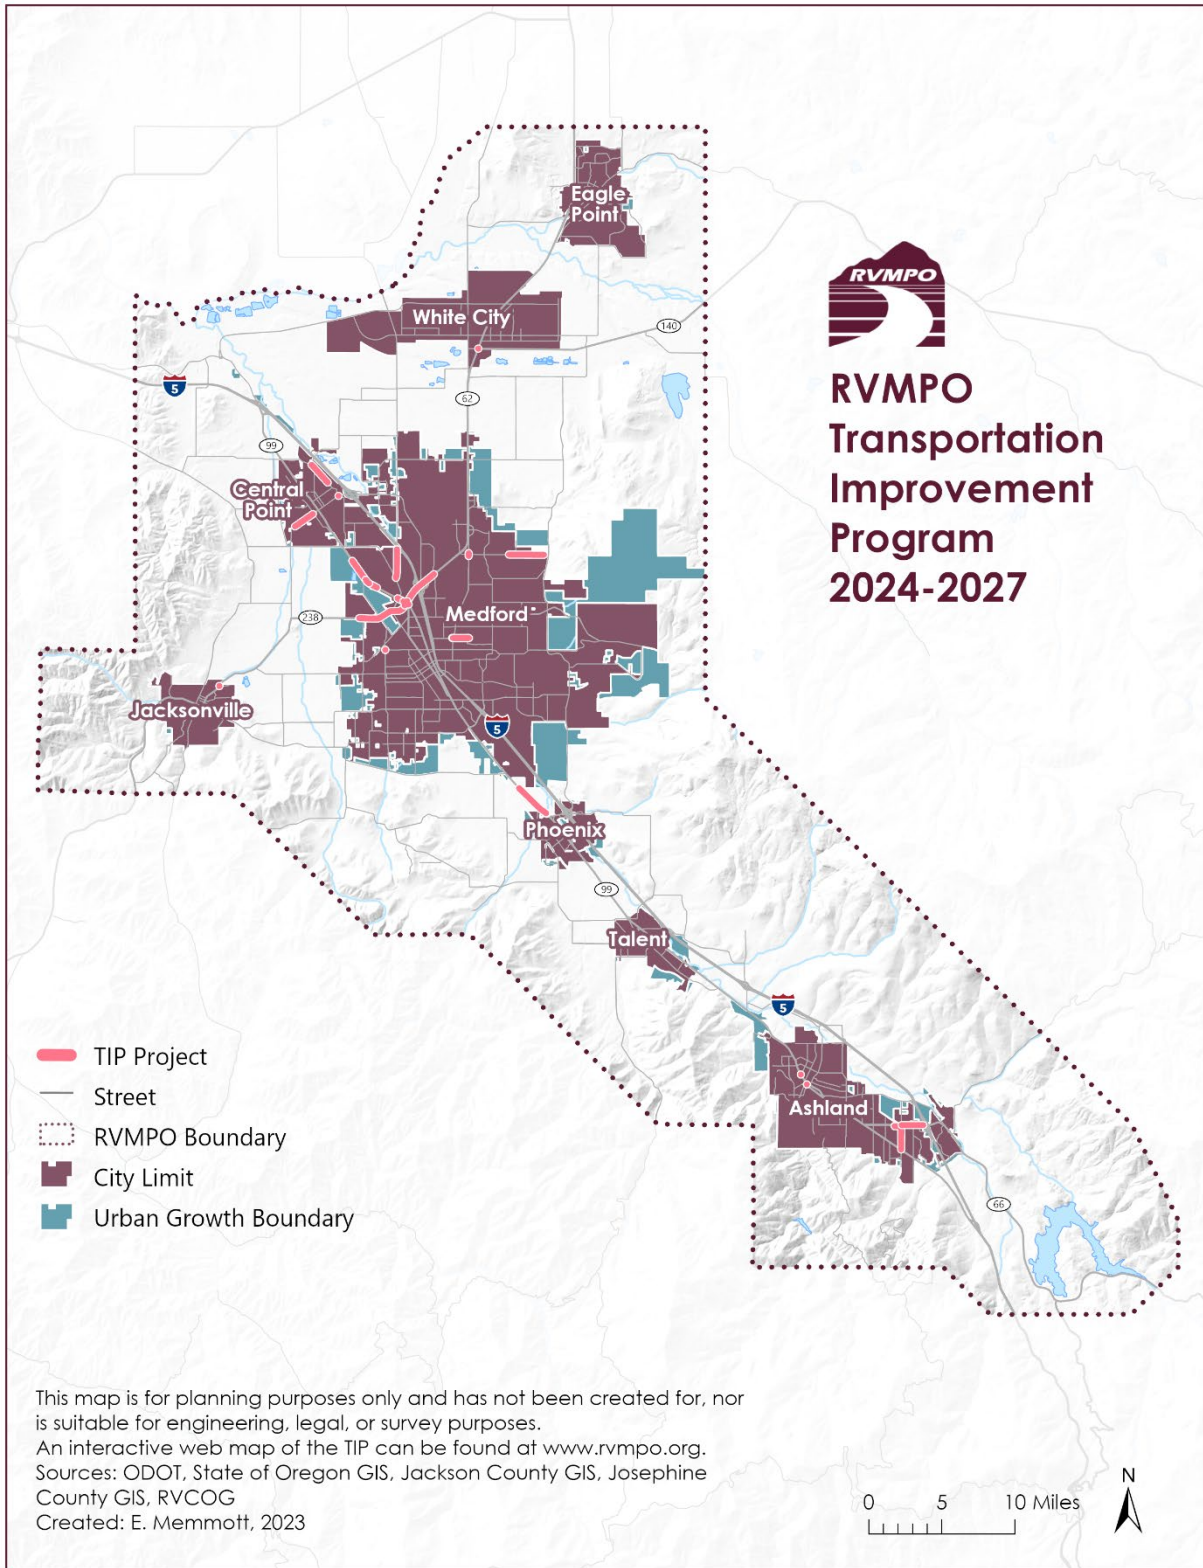 Eagle
Point
White City
140
5
62
99
Central
Point
Medford
238
Jacksonville
5
Phoenix
99
Talent
5
Ashland
66
RVMPO
RVMPO
Transportation
Improvement
Program
2024-2027
TIP Project
Street
RVMPO Boundary
City Limit
Urban Growth Boundary
This map is for planning purposes only and has not been created for, nor
is suitable for engineering, legal, or survey purposes.
An interactive web map of the TIP can be found at www.rvmpo.org.
Sources: ODOT, State of Oregon GIS, Jackson County GIS, Josephine
County GIS, RVCOG
Created: E. Memmott, 2023
0 5 10 Miles
N